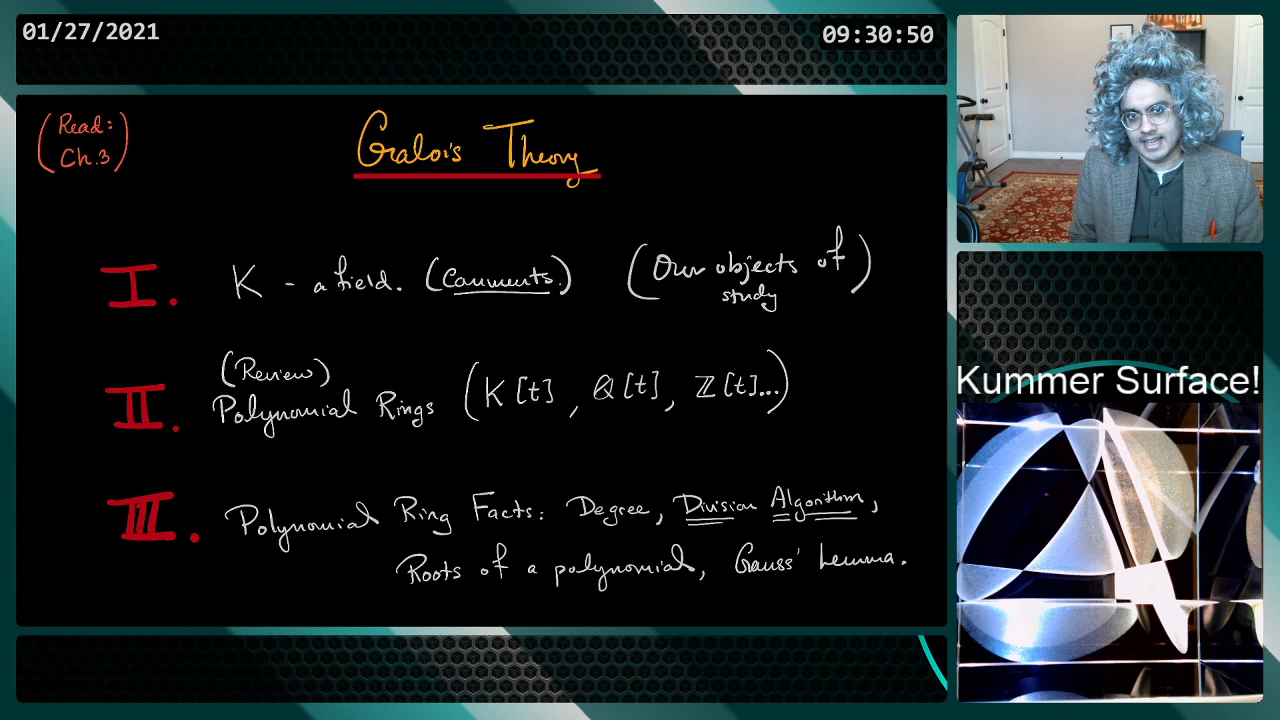 01/27/2021
09:30:50
(Read:
Ch.3)
Galois Theory
I. K - a field. (Comments.) (Our objects of
study)
(Review)
II. Polynomial Rings (K[t], ℚ[t], ℤ[t]...)
III. Polynomial Ring Facts: Degree, Division Algorithm,
Roots of a polynomial, Gauss' Lemma.
Kummer Surface!